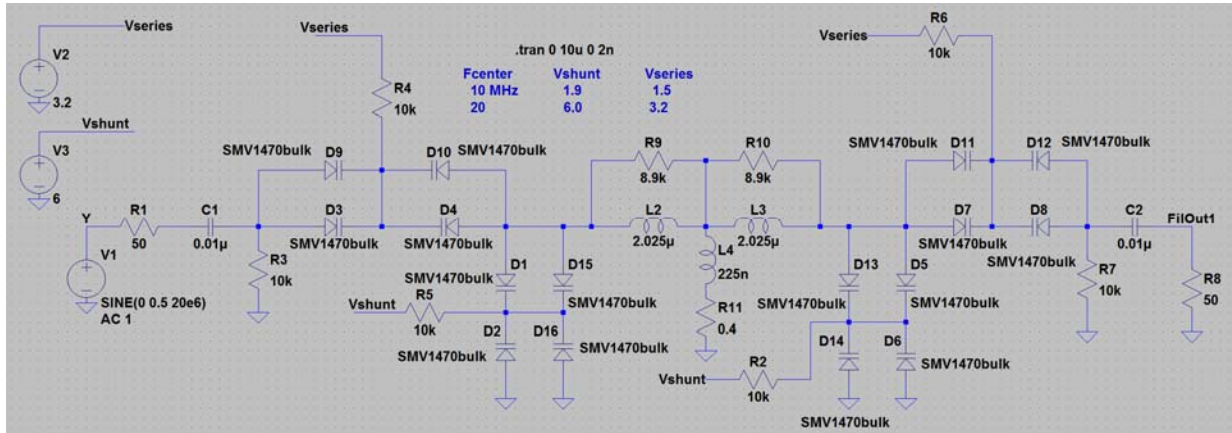 Vseries
V2
3.2
Vshunt
V3
6
Y
V1
SINE(0 0.5 20e6)
AC 1
R1
50
C1
0.01µ
R3
10k
Vseries
R4
10k
.tran 0 10u 0 2n
Fcenter Vshunt Vseries
10 MHz 1.9 1.5
20 6.0 3.2
SMV1470bulk
D9
D10
SMV1470bulk
D3
SMV1470bulk
D4
SMV1470bulk
D1
SMV1470bulk
D15
SMV1470bulk
Vshunt
R5
10k
D2
SMV1470bulk
D16
SMV1470bulk
R9
8.9k
R10
8.9k
L2
2.025µ
L3
2.025µ
L4
225n
R11
0.4
Vseries
R6
10k
SMV1470bulk
D11
D12
SMV1470bulk
D7
SMV1470bulk
D8
SMV1470bulk
D13
SMV1470bulk
D5
SMV1470bulk
D14
SMV1470bulk
D6
SMV1470bulk
Vshunt
R2
10k
C2
0.01µ
FilOut1
R7
10k
R8
50